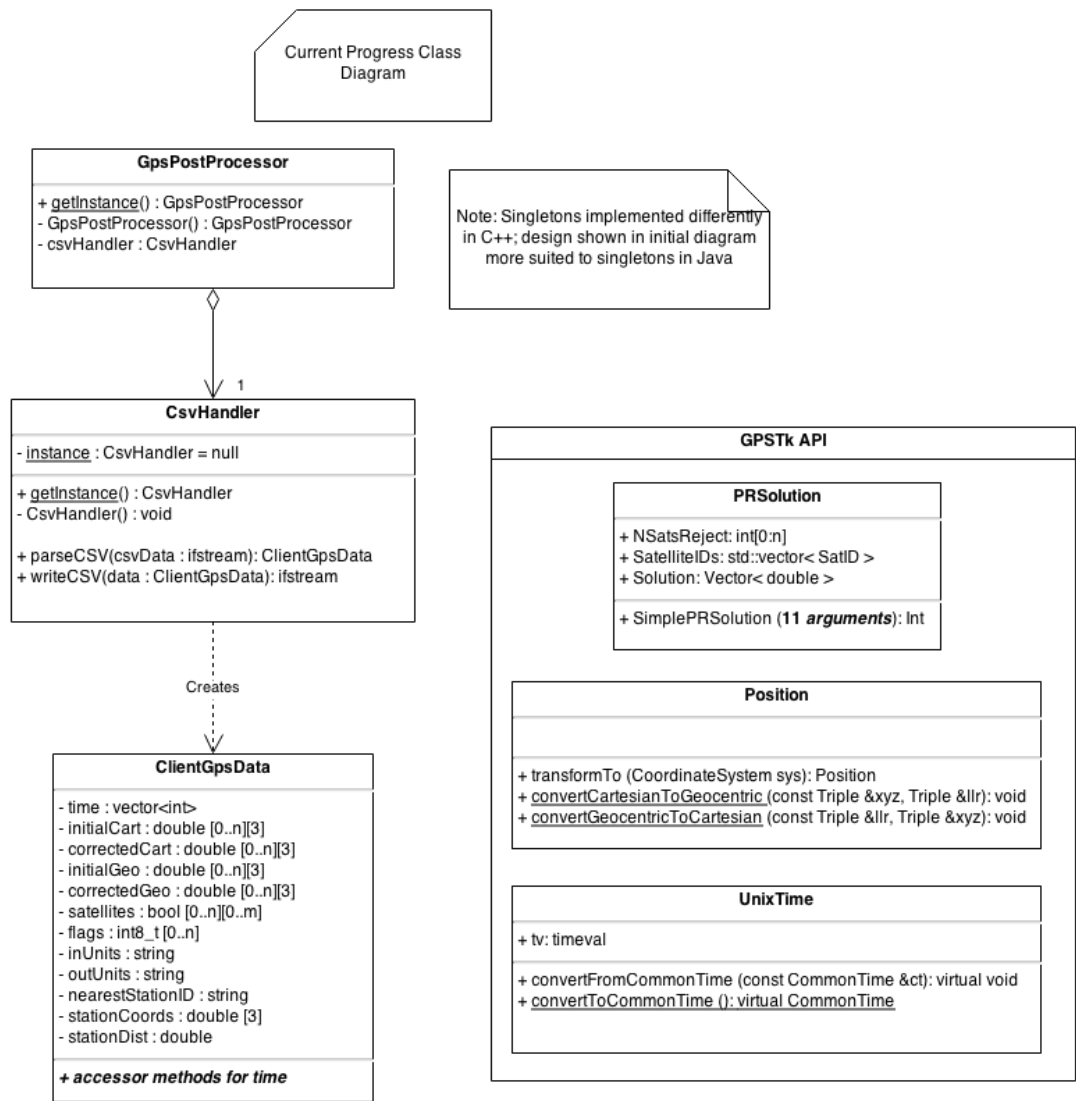 Current Progress Class
Diagram
GpsPostProcessor
+ getInstance() : GpsPostProcessor
- GpsPostProcessor() : GpsPostProcessor
- csvHandler : CsvHandler
Note: Singletons implemented differently
in C++; design shown in initial diagram
more suited to singletons in Java
1
CsvHandler
- instance : CsvHandler = null
+ getInstance() : CsvHandler
- CsvHandler() : void
+ parseCSV(csvData : ifstream): ClientGpsData
+ writeCSV(data : ClientGpsData): ifstream
Creates
ClientGpsData
- time : vector<int>
- initialCart : double [0..n][3]
- correctedCart : double [0..n][3]
- initialGeo : double [0..n][3]
- correctedGeo : double [0..n][3]
- satellites : bool [0..n][0..m]
- flags : int8_t [0..n]
- inUnits : string
- outUnits : string
- nearestStationID : string
- stationCoords : double [3]
- stationDist : double
+ accessor methods for time
GPSTk API
PRSolution
+ NSatsReject: int[0:n]
+ SatelliteIDs: std::vector< SatID >
+ Solution: Vector< double >
+ SimplePRSolution (11 arguments): Int
Position
+ transformTo (CoordinateSystem sys): Position
+ convertCartesianToGeocentric (const Triple &xyz, Triple &llr): void
+ convertGeocentricToCartesian (const Triple &llr, Triple &xyz): void
UnixTime
+ tv: timeval
+ convertFromCommonTime (const CommonTime &ct): virtual void
+ convertToCommonTime (): virtual CommonTime